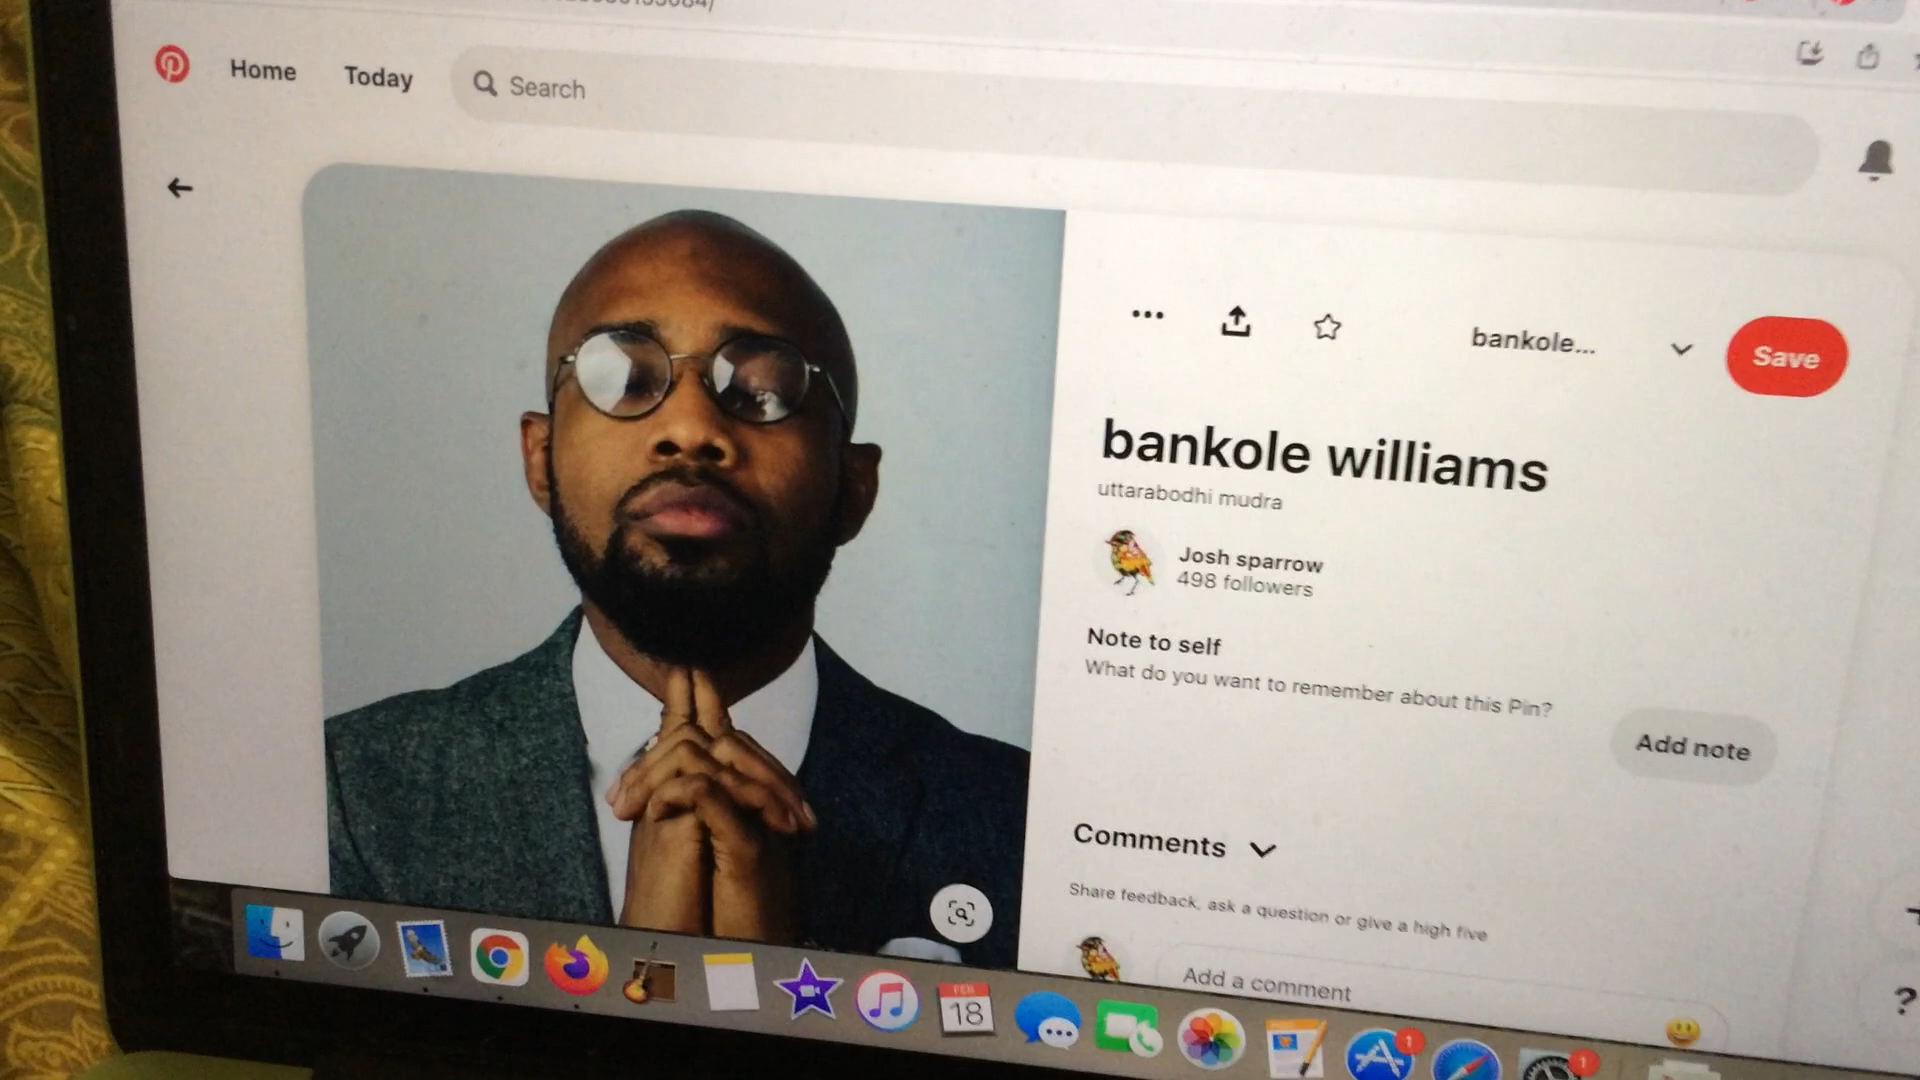 Home
Today
Search
bankole...
Save
bankole williams
uttarabodhi mudra
Josh sparrow
498 followers
Note to self
What do you want to remember about this Pin?
Add note
Comments
Share feedback, ask a question or give a high five
Add a comment
?
FEB
18
1
1